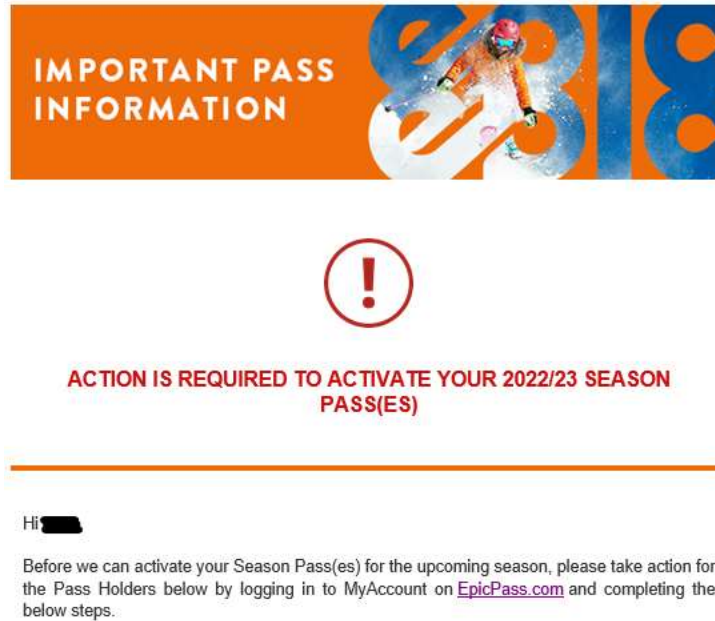 IMPORTANT PASS
INFORMATION
epic
epic
!
ACTION IS REQUIRED TO ACTIVATE YOUR 2022/23 SEASON
PASS(ES)
Hi
Before we can activate your Season Pass(es) for the upcoming season, please take action for
the Pass Holders below by logging in to MyAccount on EpicPass.com and completing the
below steps.